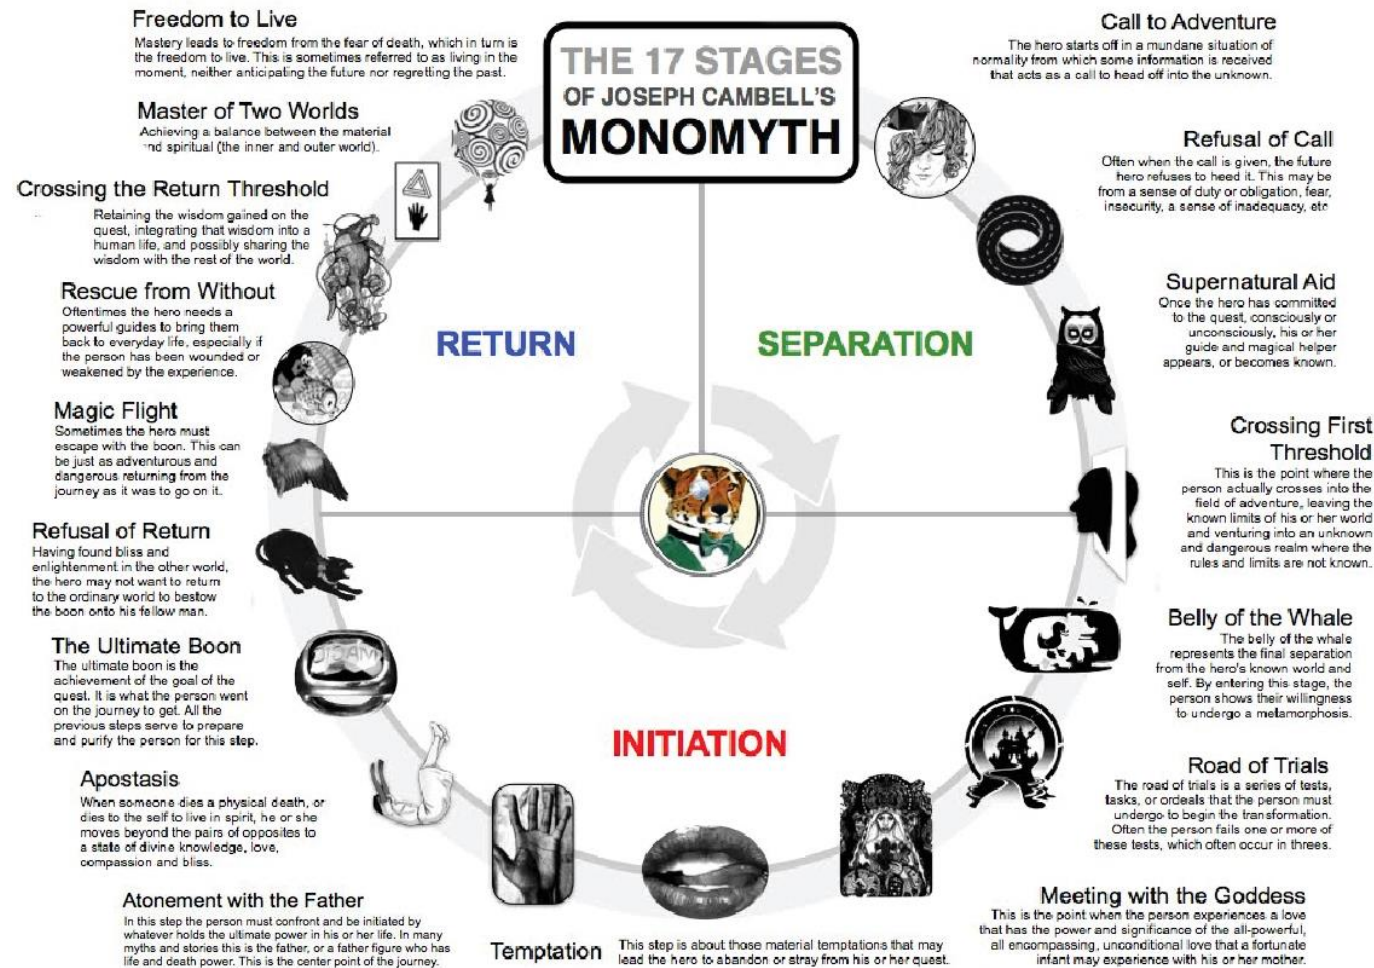 THE 17 STAGES
OF JOSEPH CAMBELL'S
MONOMYTH
Call to Adventure
The hero starts off in a mundane situation of
normality from which some information is received
that acts as a call to head off into the unknown.
Refusal of Call
Often when the call is given, the future
hero refuses to heed it. This may be
from a sense of duty or obligation, fear,
insecurity, a sense of inadequacy, etc
Supernatural Aid
Once the hero has committed
to the quest, consciously or
unconsciously, his or her
guide and magical helper
appears, or becomes known.
Crossing First
Threshold
This is the point where the
person actually crosses into the
field of adventure, leaving the
known limits of his or her world
and venturing into an unknown
and dangerous realm where the
rules and limits are not known.
Belly of the Whale
The belly of the whale
represents the final separation
from the hero's known world and
self. By entering this stage, the
person shows their willingness
to undergo a metamorphosis.
Road of Trials
The road of trials is a series of tests,
tasks, or ordeals that the person must
undergo to begin the transformation.
Often the person fails one or more of
these tests, which often occur in threes.
Meeting with the Goddess
This is the point when the person experiences a love
that has the power and significance of the all-powerful,
all encompassing, unconditional love that a fortunate
infant may experience with his or her mother.
Temptation
This step is about those material temptations that may
lead the hero to abandon or stray from his or her quest.
Atonement with the Father
In this step the person must confront and be initiated by
whatever holds the ultimate power in his or her life. In many
myths and stories this is the father, or a father figure who has
life and death power. This is the center point of the journey.
Apostasis
When someone dies a physical death, or
dies to the self to live in spirit, he or she
moves beyond the pairs of opposites to
a state of divine knowledge, love,
compassion and bliss.
The Ultimate Boon
The ultimate boon is the
achievement of the goal of the
quest. It is what the person went
on the journey to get. All the
previous steps serve to prepare
and purify the person for this step.
Refusal of Return
Having found bliss and
enlightenment in the other world,
the hero may not want to return
to the ordinary world to bestow
the boon onto his fellow man.
Magic Flight
Sometimes the hero must
escape with the boon. This can
be just as adventurous and
dangerous returning from the
journey as it was to go on it.
Rescue from Without
Oftentimes the hero needs a
powerful guides to bring them
back to everyday life, especially if
the person has been wounded or
weakened by the experience.
Crossing the Return Threshold
Retaining the wisdom gained on the
quest, integrating that wisdom into a
human life, and possibly sharing the
wisdom with the rest of the world.
Master of Two Worlds
Achieving a balance between the material
and spiritual (the inner and outer world).
Freedom to Live
Mastery leads to freedom from the fear of death, which in turn is
the freedom to live. This is sometimes referred to as living in the
moment, neither anticipating the future nor regretting the past.
RETURN
SEPARATION
INITIATION